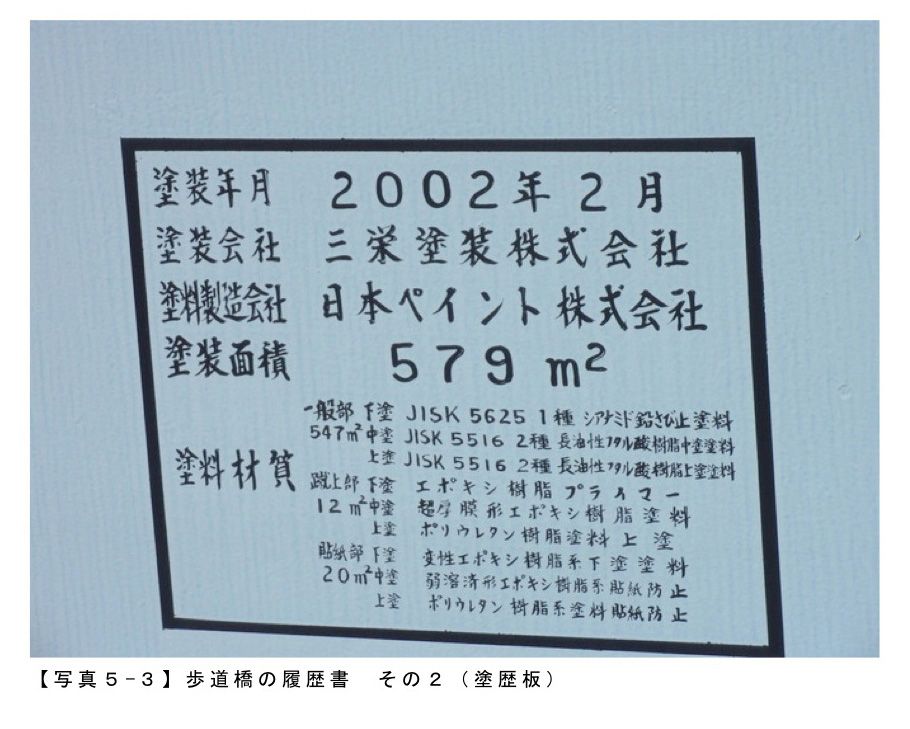 塗装年月 2002年2月
塗装会社 三栄塗装株式会社
塗料製造会社 日本ペイント株式会社
塗装面積 579 m²
塗料材質
一般部 下塗 JISK 5625 1種 シアナミド鉛さび止塗料
547m² 中塗 JISK 5516 2種 長油性フタル酸樹脂中塗塗料
上塗 JISK 5516 2種 長油性フタル酸樹脂上塗塗料
蹴上部 下塗 エポキシ樹脂プライマー
12m² 中塗 超厚膜形エポキシ樹脂塗料
上塗 ポリウレタン樹脂塗料上塗
貼紙部 下塗 変性エポキシ樹脂系下塗塗料
20m² 中塗 弱溶済形エポキシ樹脂系貼紙防止
上塗 ポリウレタン樹脂系塗料貼紙防止
【写真5-3】歩道橋の履歴書 その2(塗歴板)